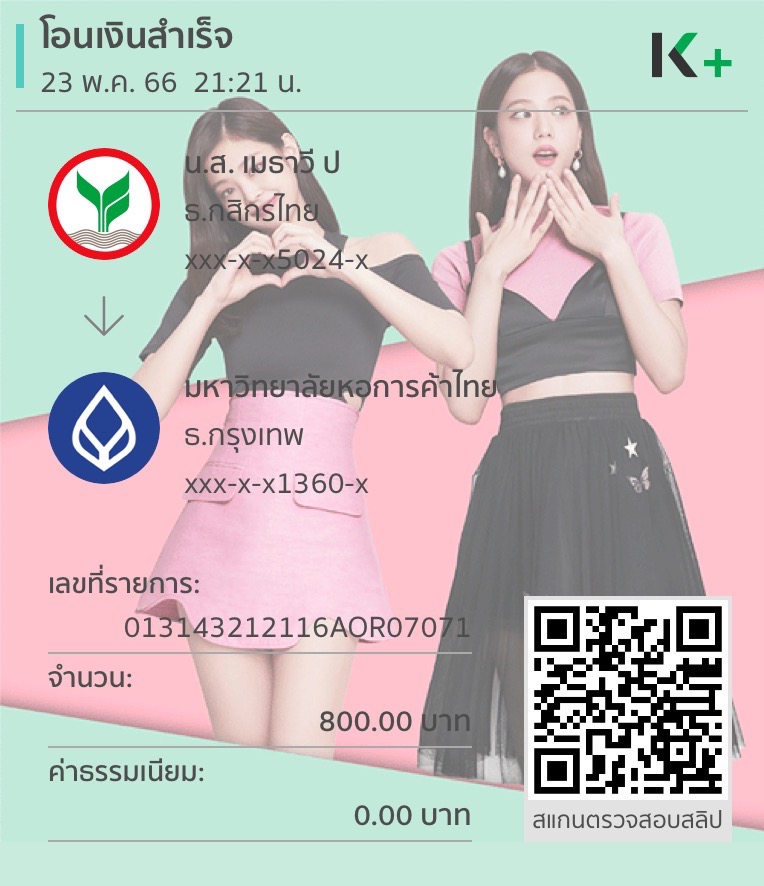 โอนเงินสำเร็จ
23 พ.ค. 66  21:21 น.
K+
น.ส. เมธาวี ป
ธ.กสิกรไทย
xxx-x-x5024-x
มหาวิทยาลัยหอการค้าไทย
ธ.กรุงเทพ
xxx-x-x1360-x
เลขที่รายการ:
013143212116AOR07071
จำนวน:
800.00 บาท
ค่าธรรมเนียม:
0.00 บาท
สแกนตรวจสอบสลิป